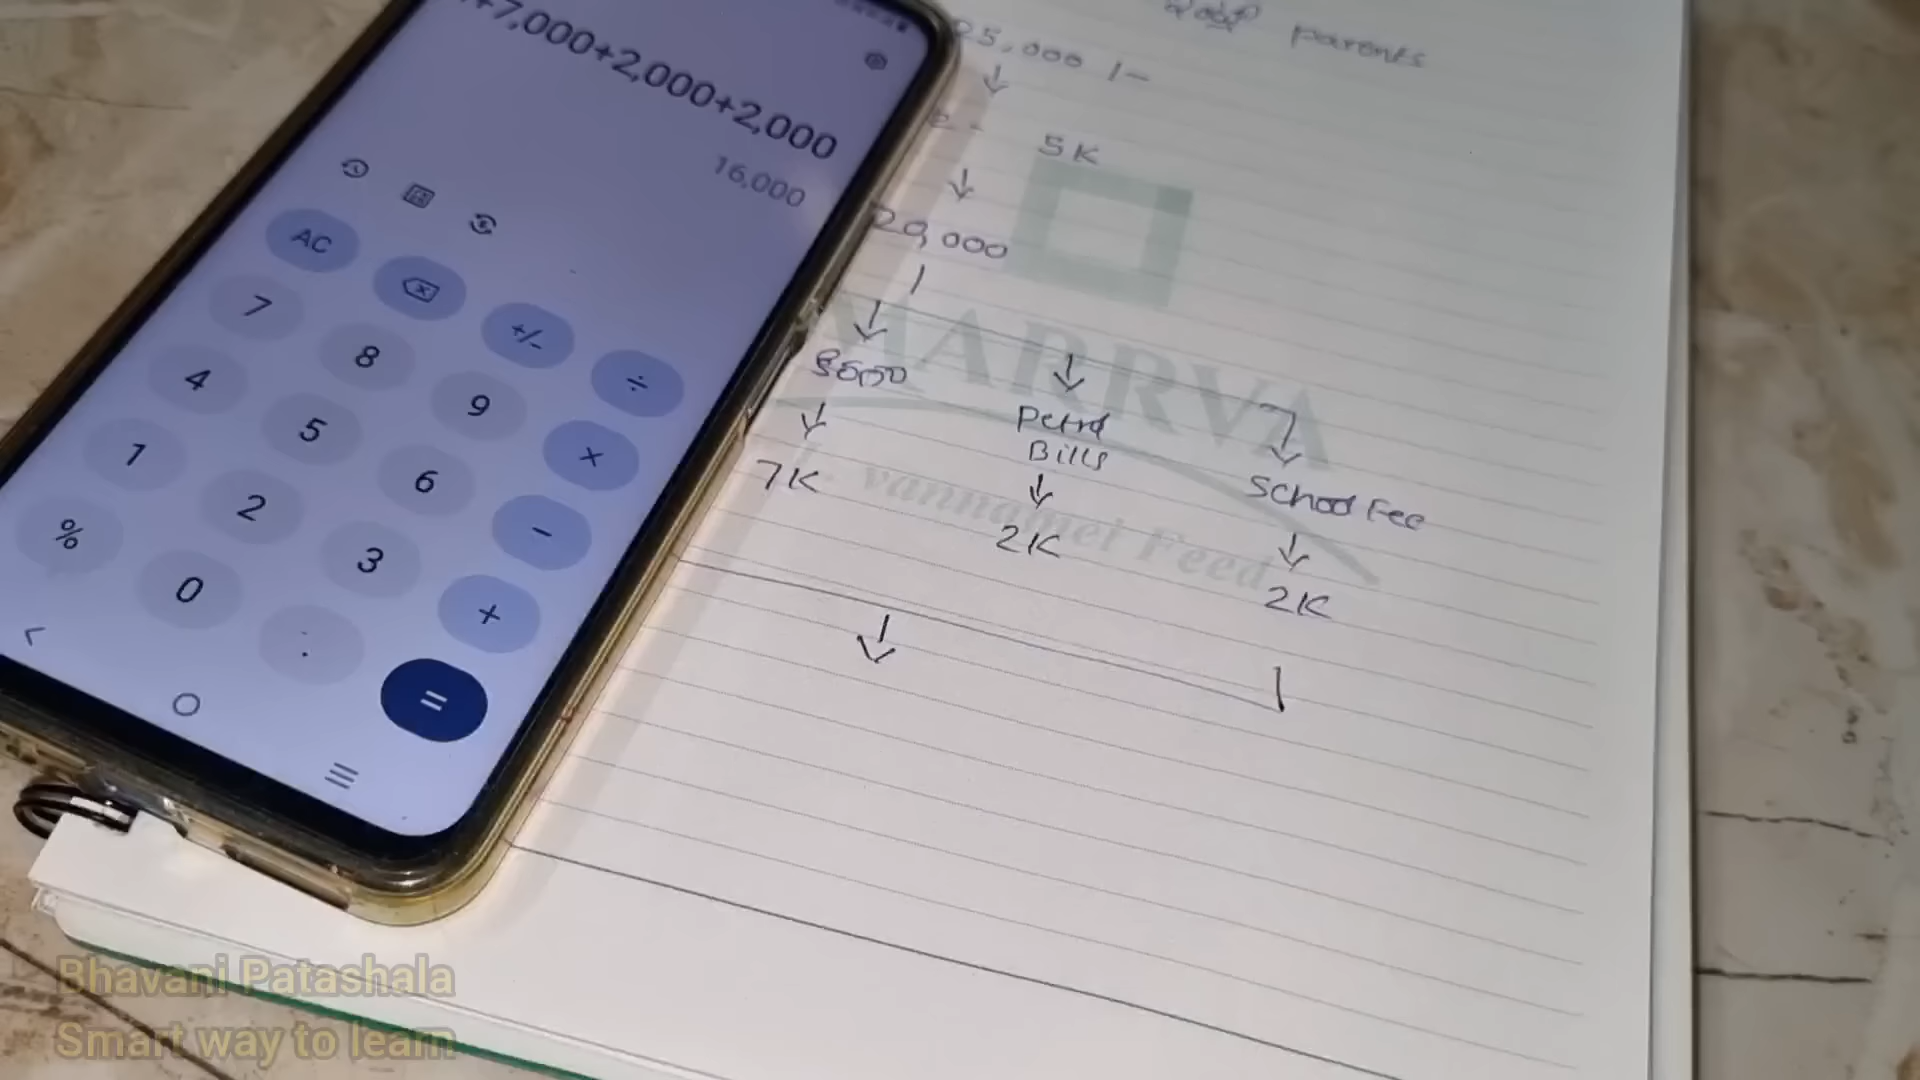 +7,000+2,000+2,000
16,000
AC
+/-
÷
7
8
9
×
4
5
6
-
1
2
3
+
%
0
.
=
parents
25,000 /-
5K
20,000
MARRVA
vannamei Feed
Petrol
Bills
School Fee
7K
2K
2K
Bhavani Patashala
Smart way to learn